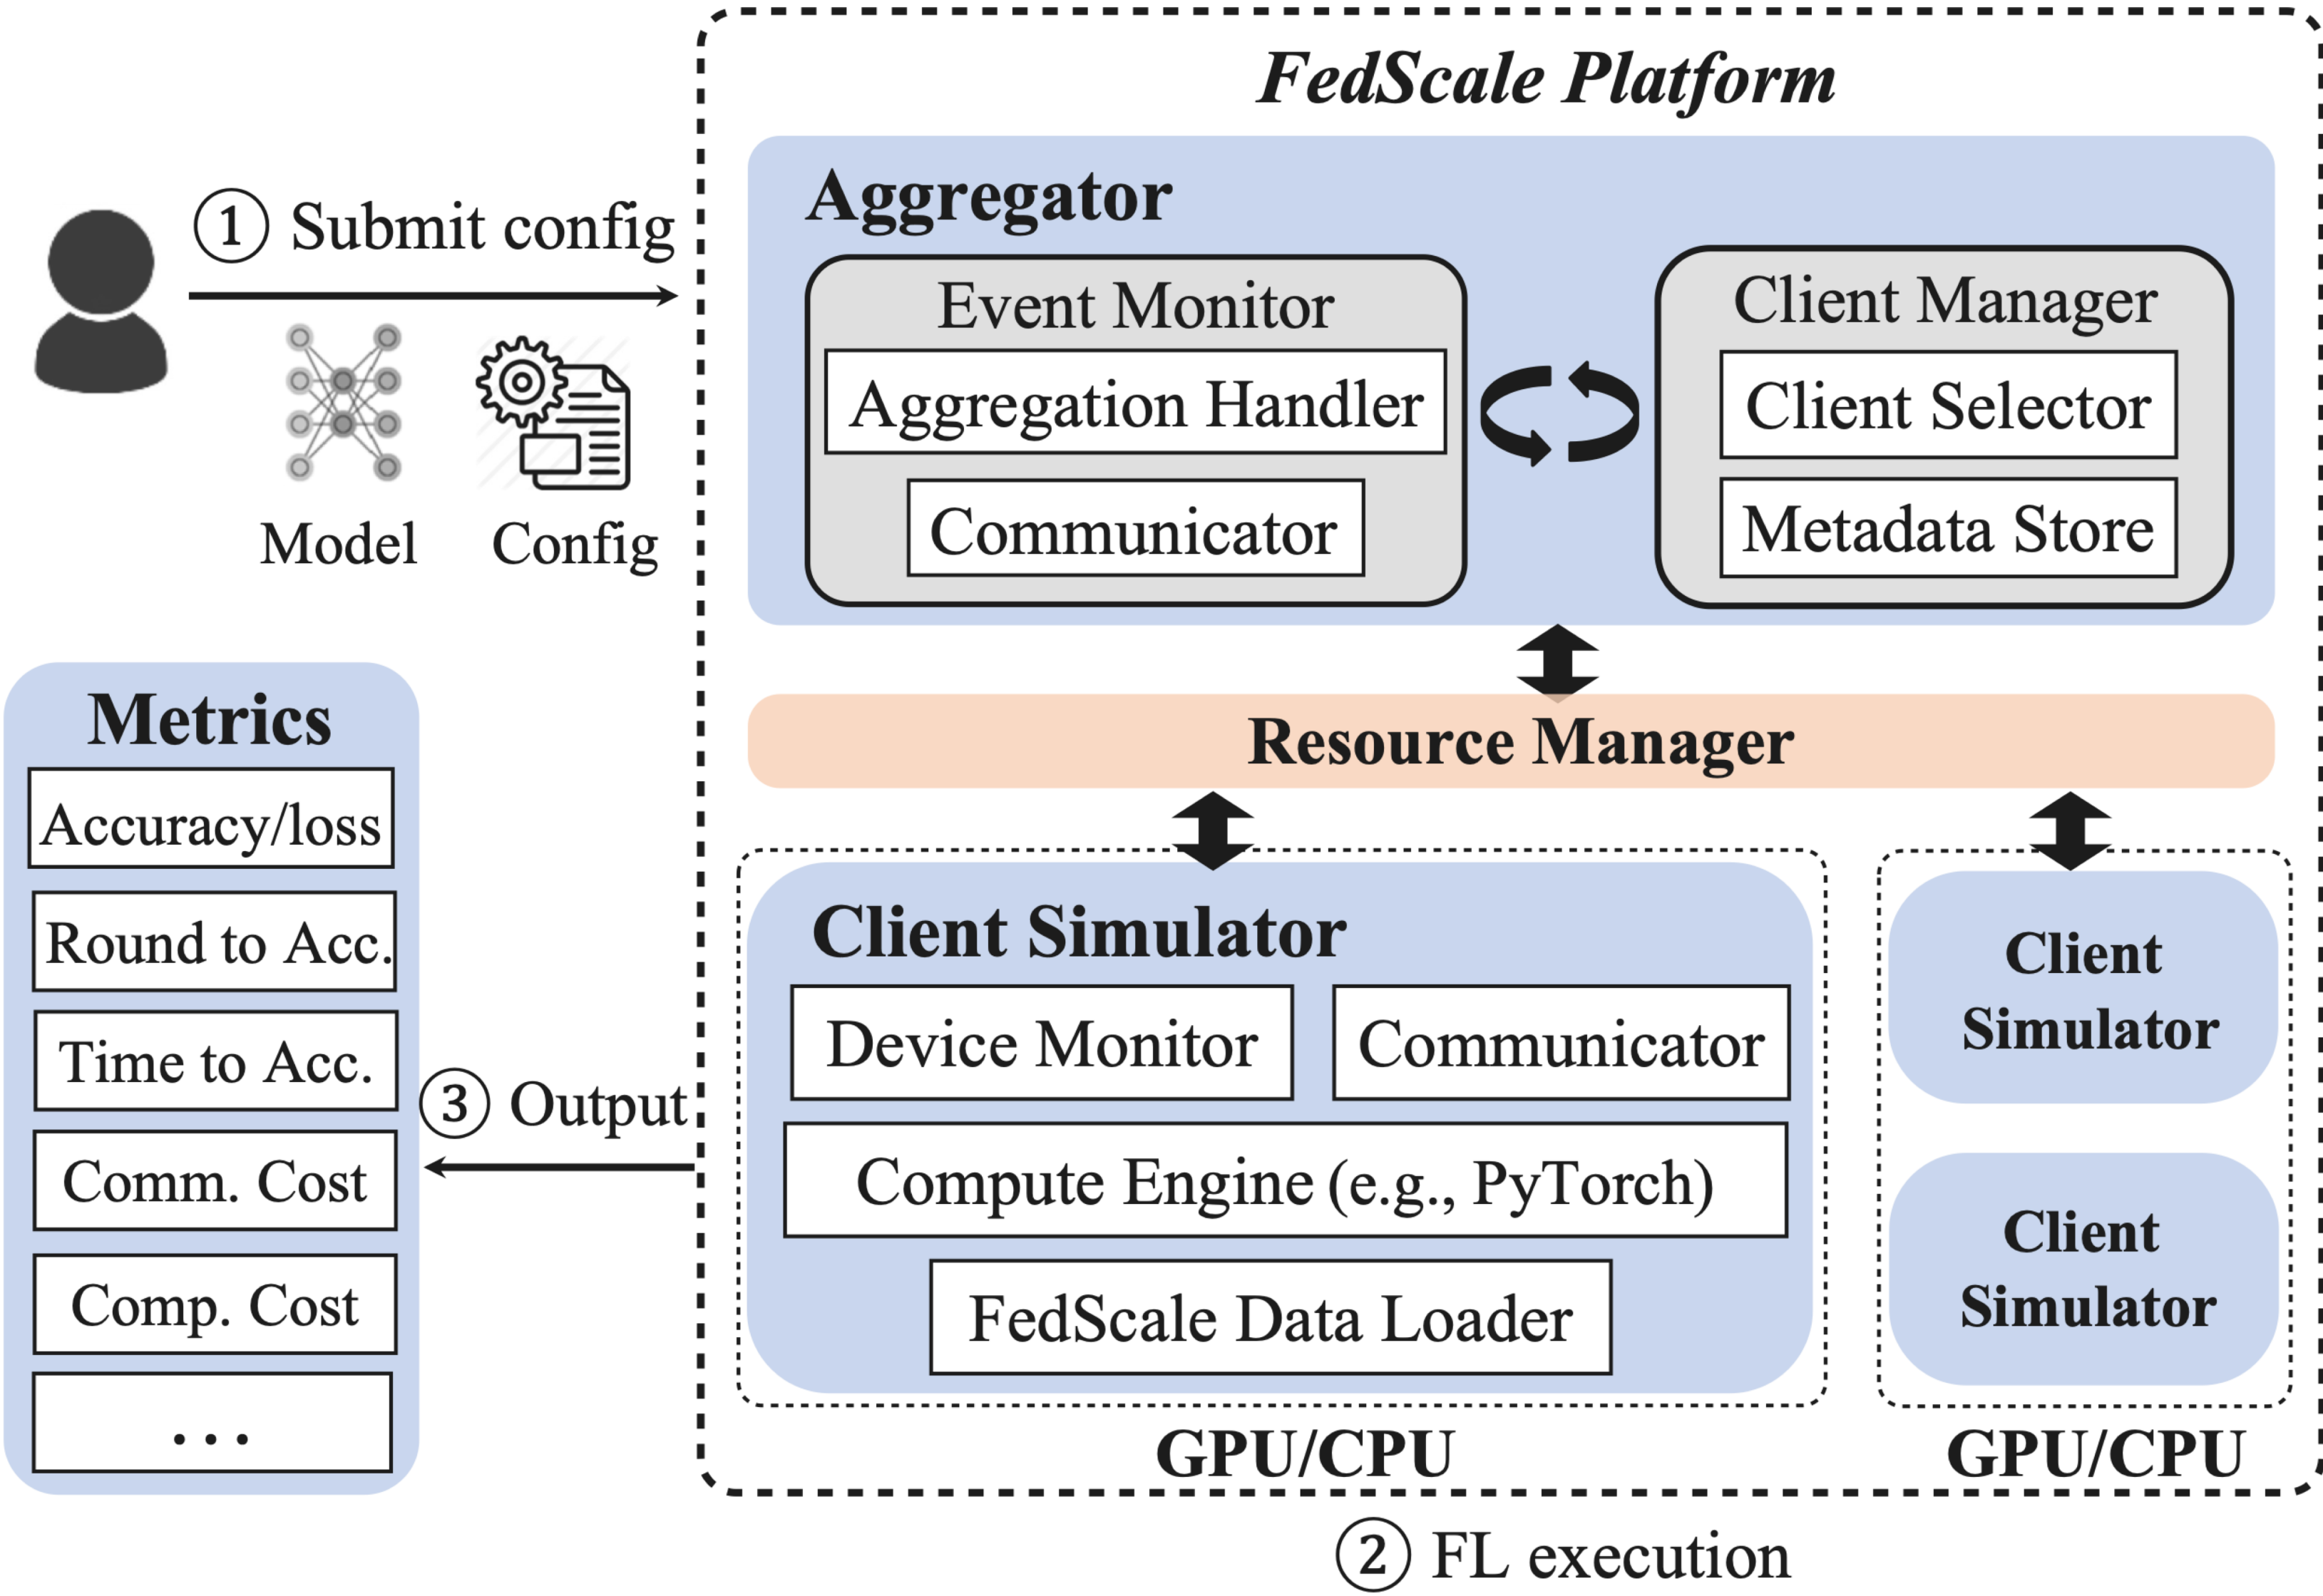 FedScale Platform
① Submit config
Model
Config
Aggregator
Event Monitor
Aggregation Handler
Communicator
Client Manager
Client Selector
Metadata Store
Resource Manager
Client Simulator
Device Monitor
Communicator
Compute Engine (e.g., PyTorch)
FedScale Data Loader
GPU/CPU
Client
Simulator
Client
Simulator
GPU/CPU
② FL execution
③ Output
Metrics
Accuracy/loss
Round to Acc.
Time to Acc.
Comm. Cost
Comp. Cost
...